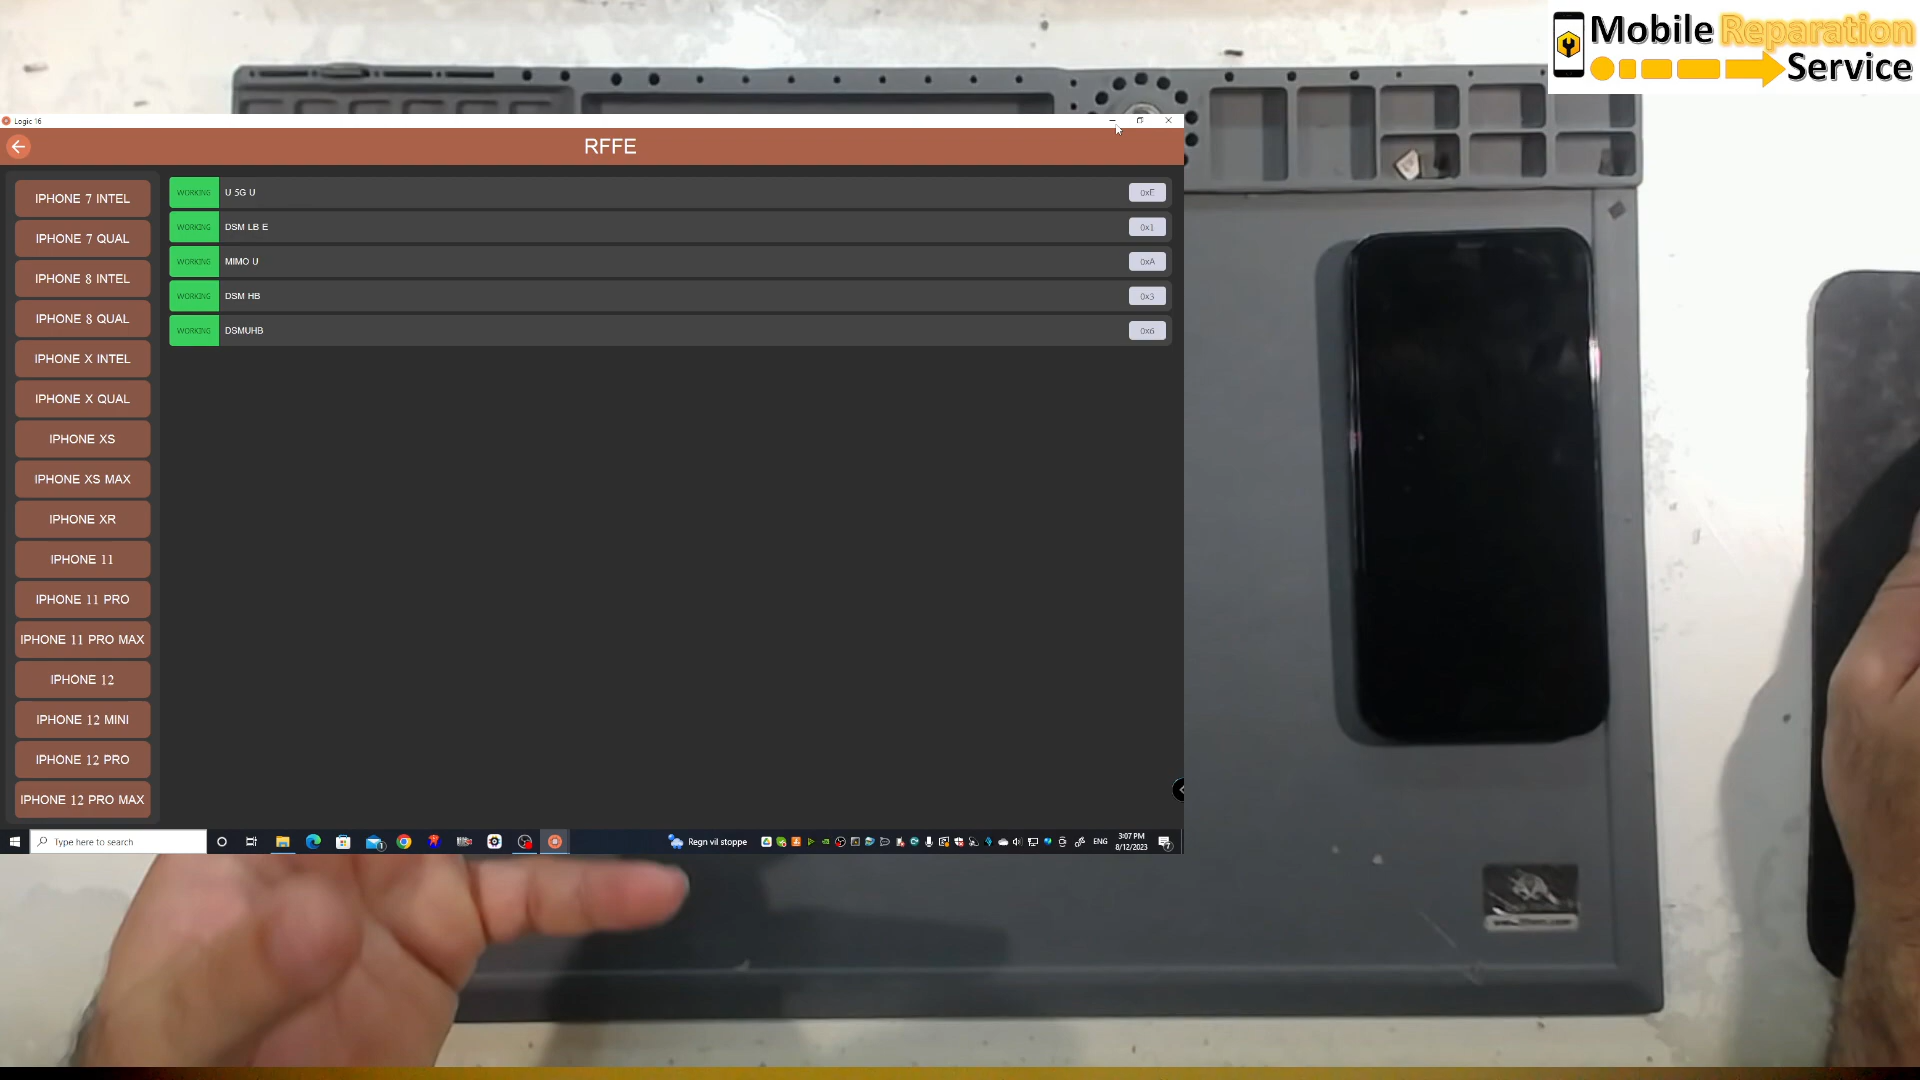 Mobile Reparation
Service
Logic 16
RFFE
IPHONE 7 INTEL
IPHONE 7 QUAL
IPHONE 8 INTEL
IPHONE 8 QUAL
IPHONE X INTEL
IPHONE X QUAL
IPHONE XS
IPHONE XS MAX
IPHONE XR
IPHONE 11
IPHONE 11 PRO
IPHONE 11 PRO MAX
IPHONE 12
IPHONE 12 MINI
IPHONE 12 PRO
IPHONE 12 PRO MAX
WORKING U 5G U 0xE
WORKING DSM LB E 0x1
WORKING MIMO U 0xA
WORKING DSM HB 0x3
WORKING DSMUHB 0x6
Type here to search
Regn vil stoppe
ENG
3:07 PM
8/12/2023